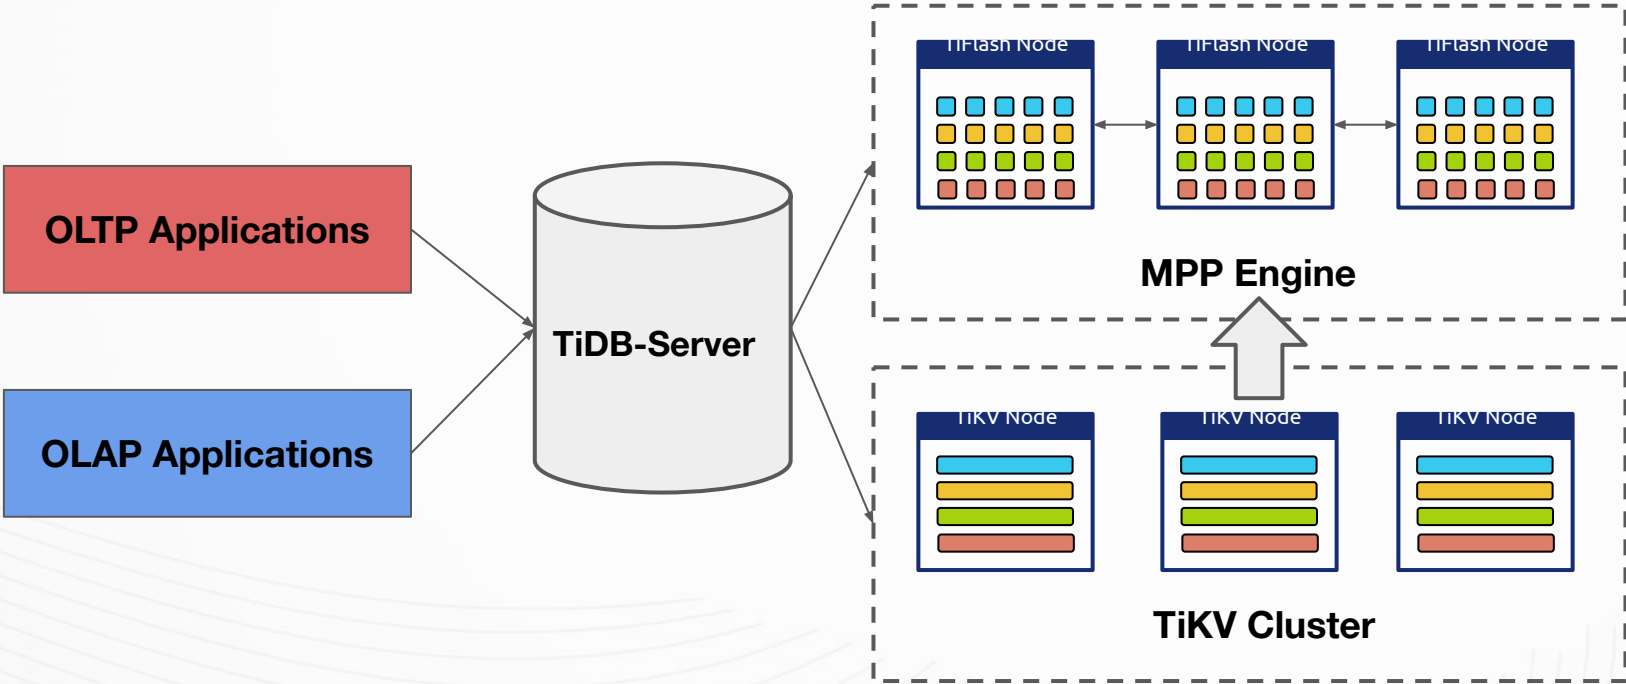 TiFlash Node
TiFlash Node
TiFlash Node
OLTP Applications
MPP Engine
TiDB-Server
OLAP Applications
TiKV Node
TiKV Node
TiKV Node
TiKV Cluster